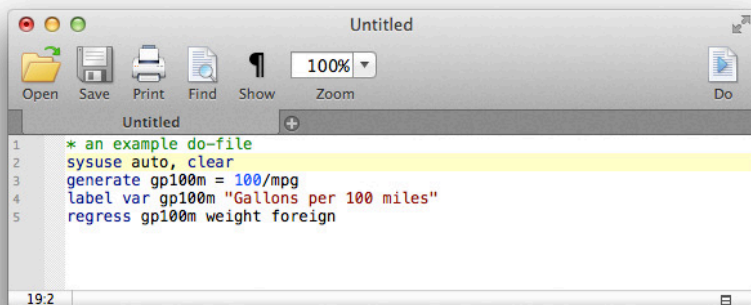 Untitled
100%
Open Save Print Find Show Zoom Do
Untitled
1 * an example do-file
2 sysuse auto, clear
3 generate gp100m = 100/mpg
4 label var gp100m "Gallons per 100 miles"
5 regress gp100m weight foreign
19:2